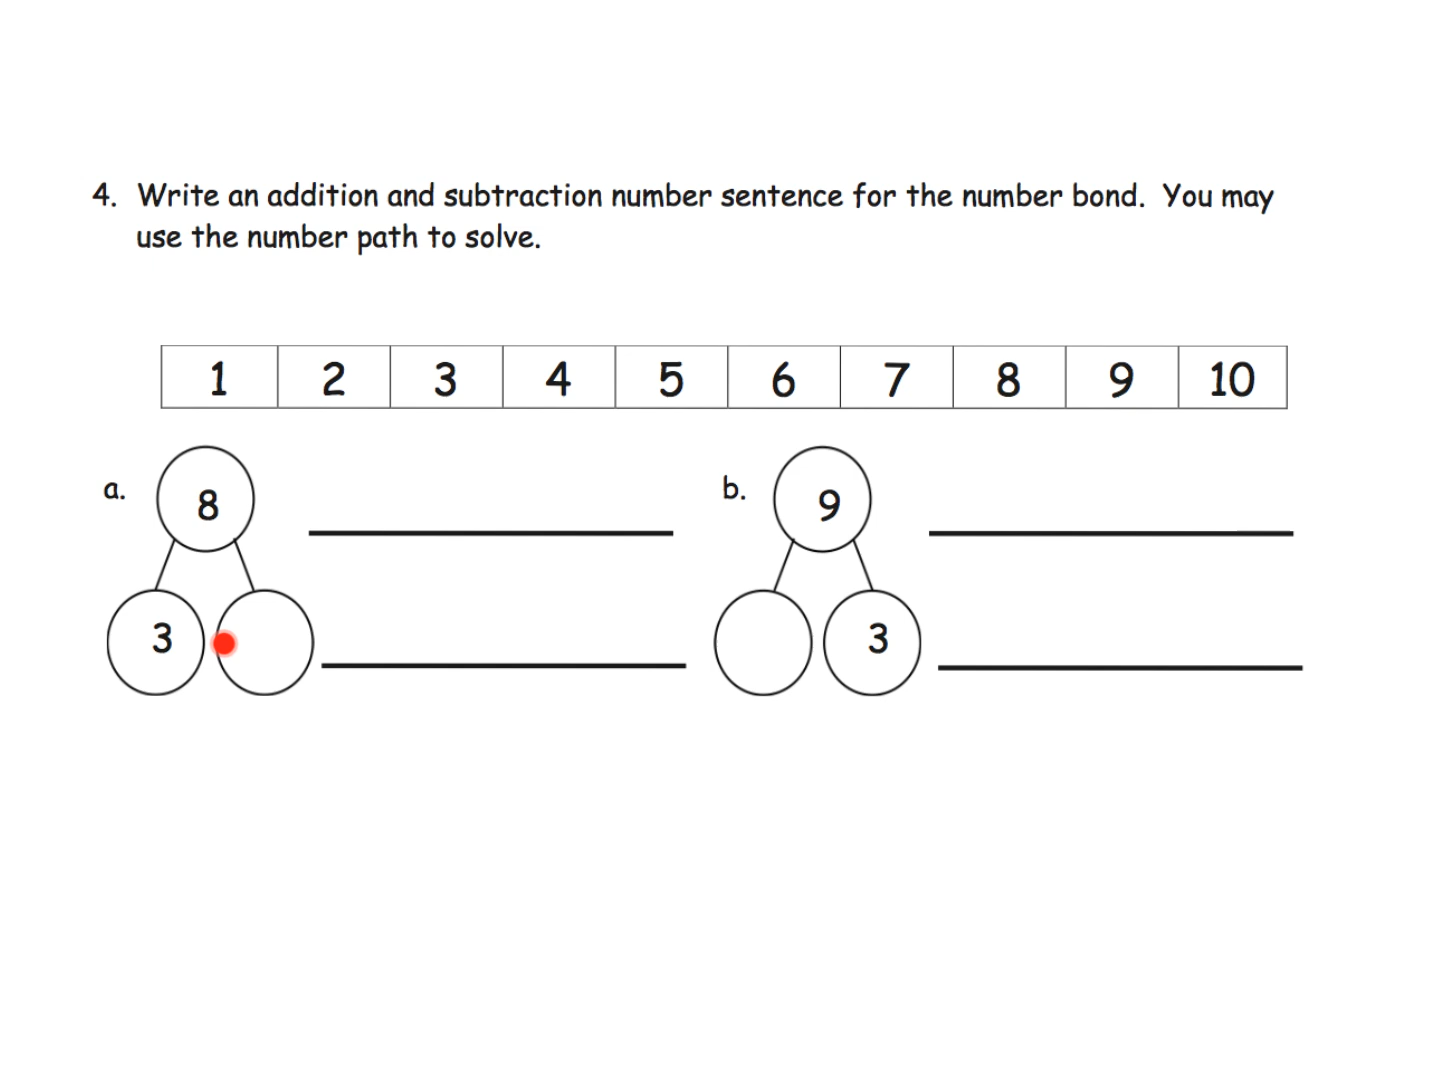 4. Write an addition and subtraction number sentence for the number bond. You may
use the number path to solve.
1 2 3 4 5 6 7 8 9 10
a. 8
3
b. 9
3